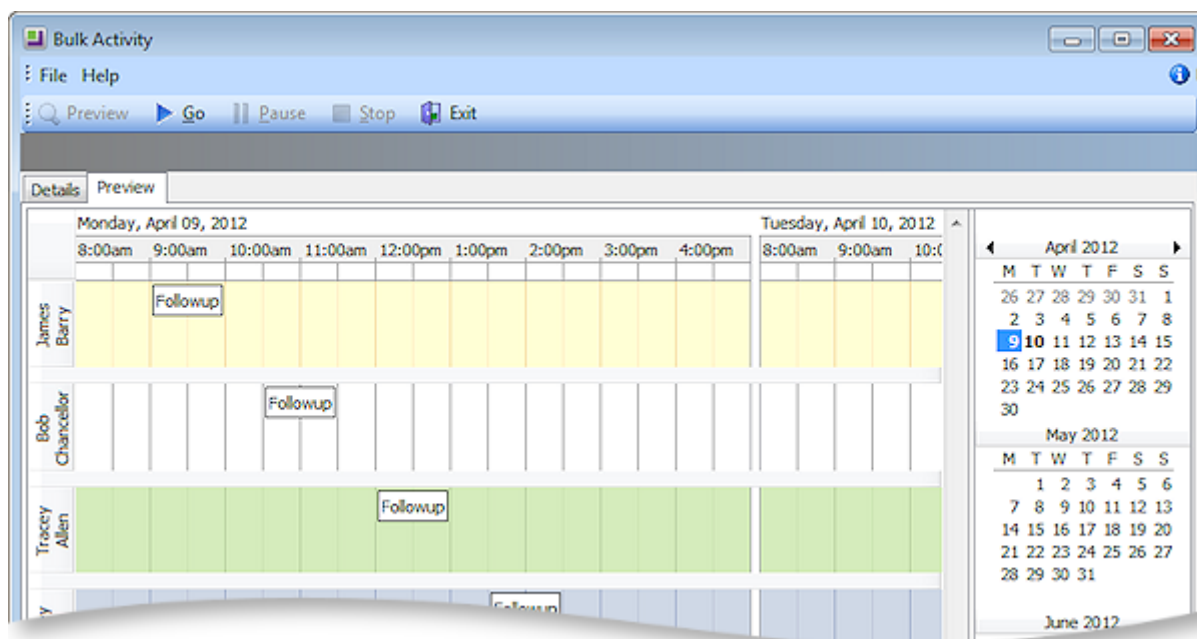 Bulk Activity
File Help
Preview Go Pause Stop Exit
Details Preview
Monday, April 09, 2012 Tuesday, April 10, 2012
8:00am 9:00am 10:00am 11:00am 12:00pm 1:00pm 2:00pm 3:00pm 4:00pm 8:00am 9:00am
James Barry
Followup
Bob Chancellor
Followup
Tracey Allen
Followup
Followup
April 2012
M T W T F S S
26 27 28 29 30 31 1
2 3 4 5 6 7 8
9 10 11 12 13 14 15
16 17 18 19 20 21 22
23 24 25 26 27 28 29
30
May 2012
M T W T F S S
1 2 3 4 5 6
7 8 9 10 11 12 13
14 15 16 17 18 19 20
21 22 23 24 25 26 27
28 29 30 31
June 2012